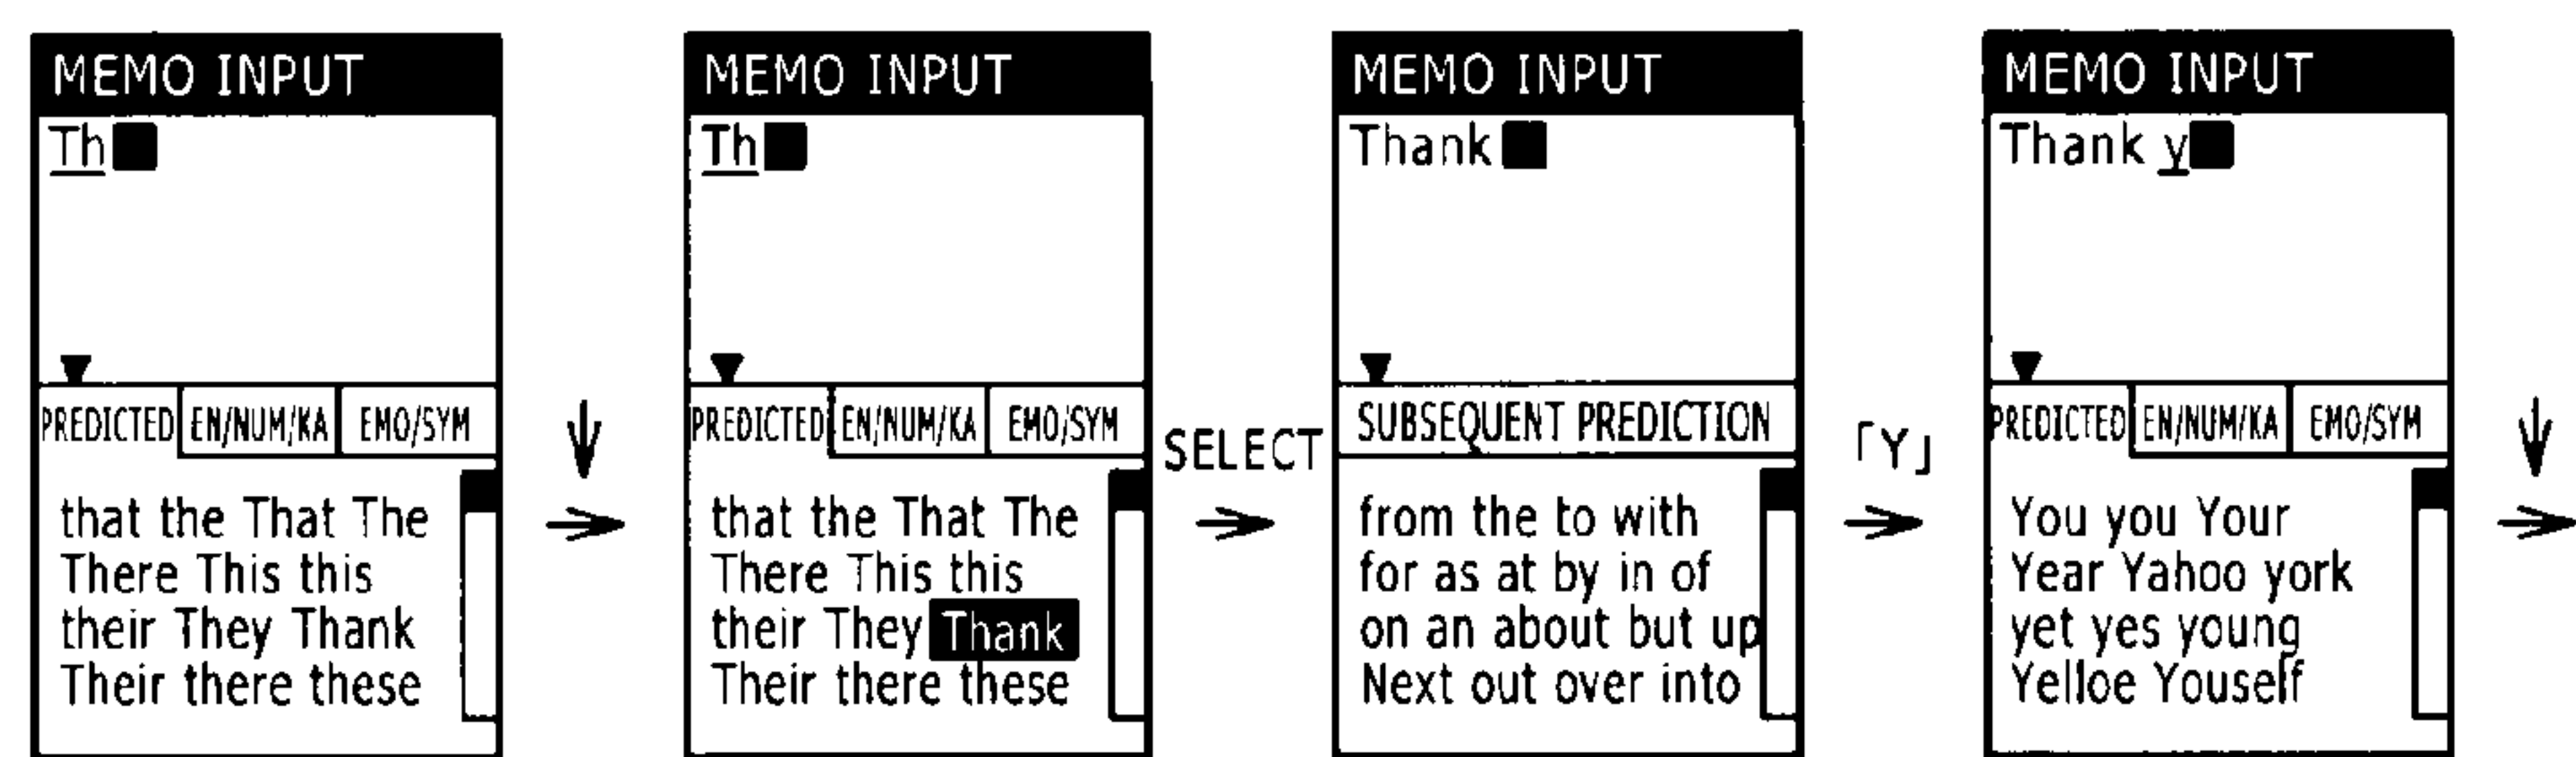 MEMO INPUT
Th
PREDICTED EN/NUM/KA EMO/SYM
that the That The
There This this
their They Thank
Their there these
↓
→
MEMO INPUT
Th
PREDICTED EN/NUM/KA EMO/SYM
that the That The
There This this
their They Thank
Their there these
SELECT
→
MEMO INPUT
Thank
SUBSEQUENT PREDICTION
from the to with
for as at by in of
on an about but up
Next out over into
「Y」
→
MEMO INPUT
Thank y
PREDICTED EN/NUM/KA EMO/SYM
You you Your
Year Yahoo york
yet yes young
Yelloe Youself
↓
→